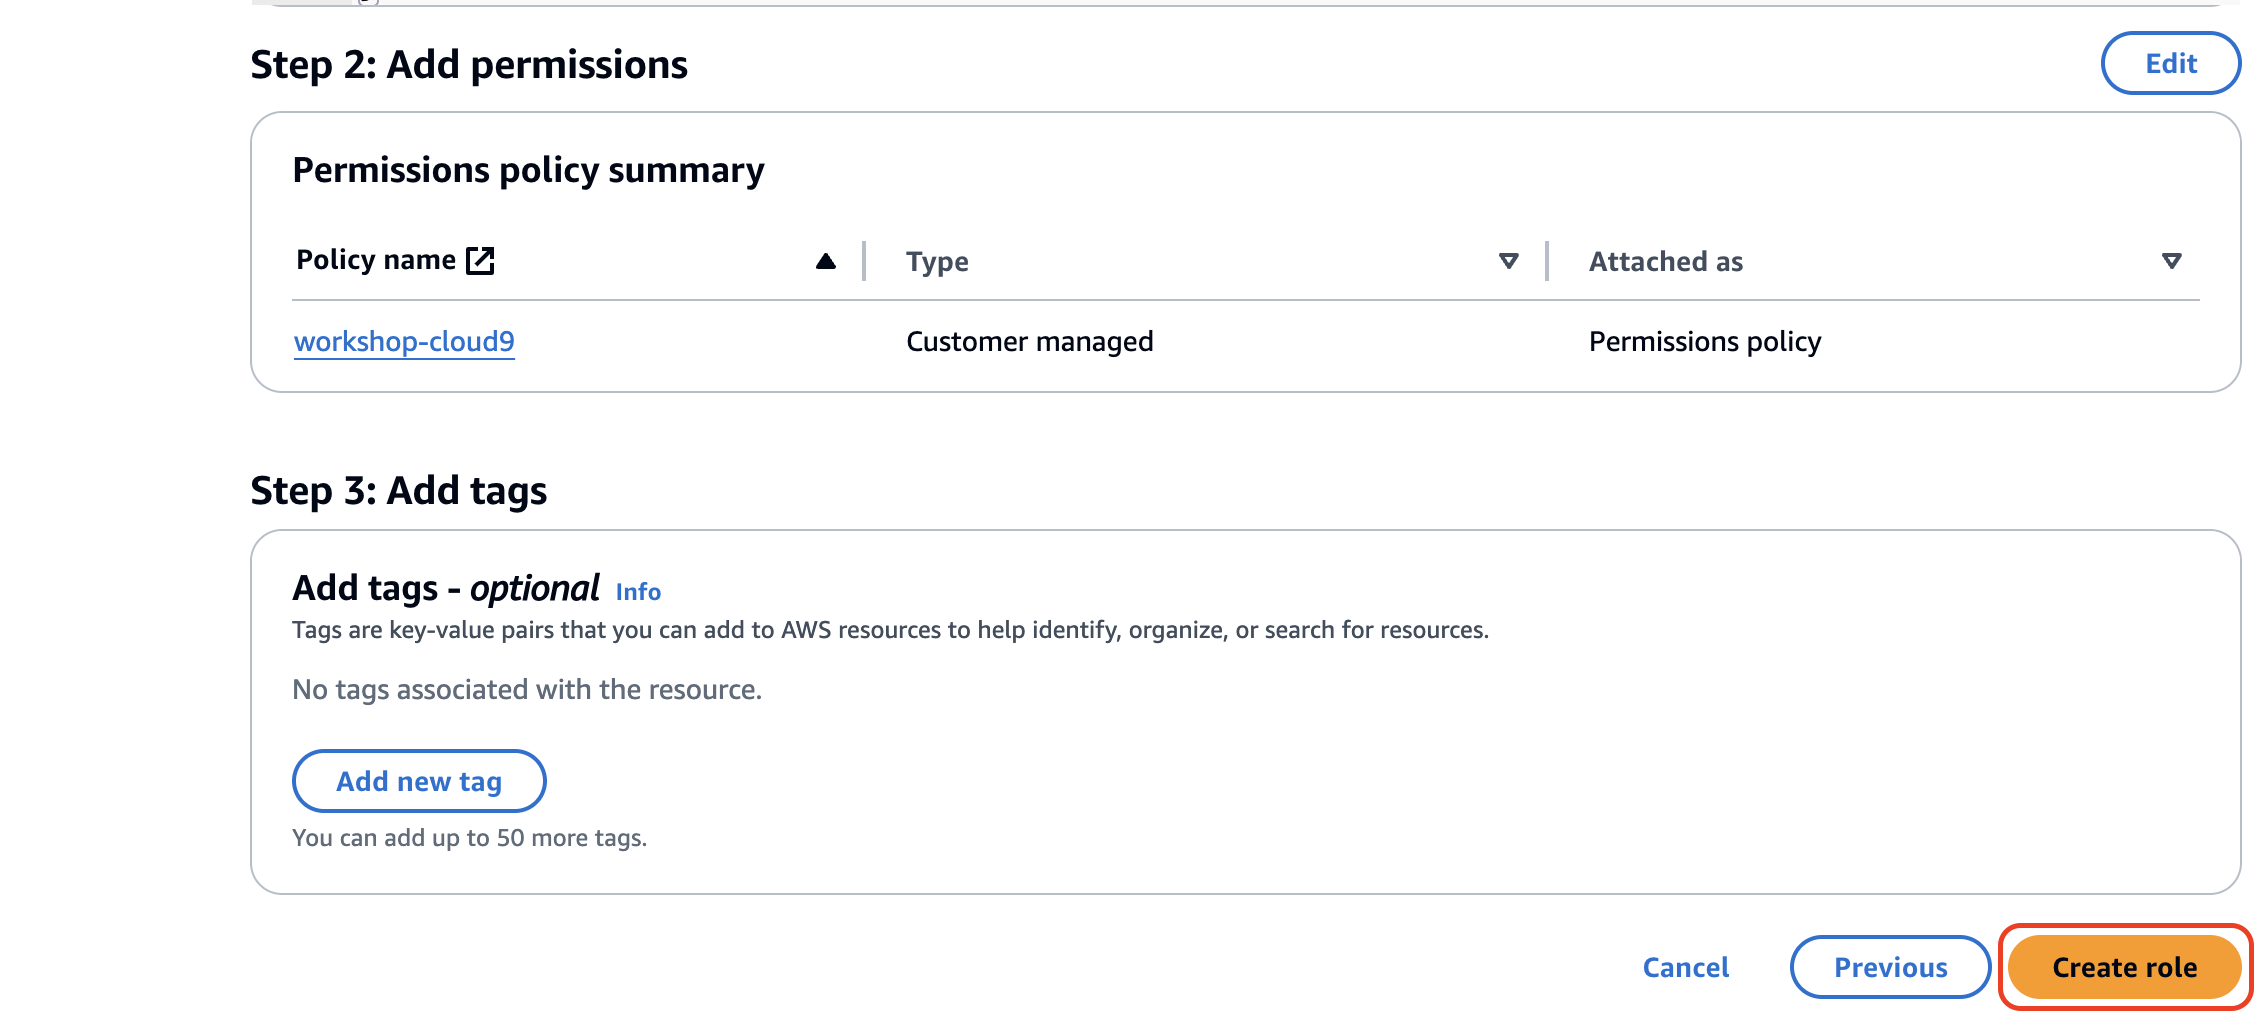 Step 2: Add permissions
Edit
Permissions policy summary
Policy name
Type
Attached as
workshop-cloud9
Customer managed
Permissions policy
Step 3: Add tags
Add tags - optional Info
Tags are key-value pairs that you can add to AWS resources to help identify, organize, or search for resources.
No tags associated with the resource.
Add new tag
You can add up to 50 more tags.
Cancel
Previous
Create role